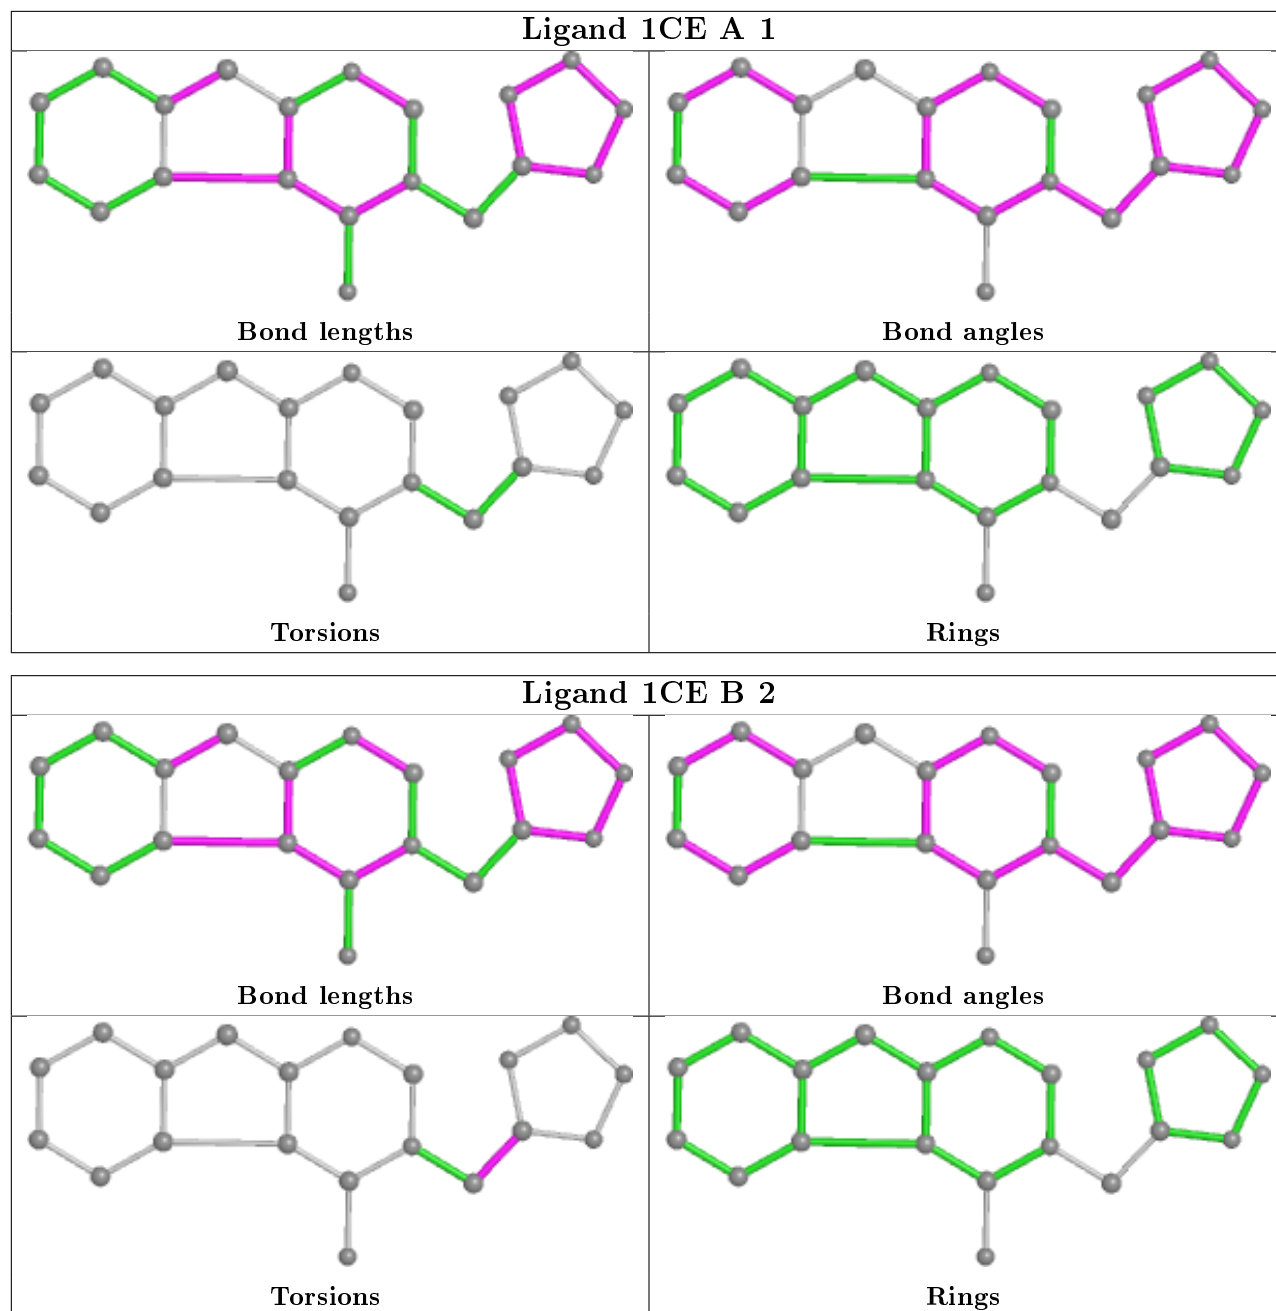 Ligand 1CE A 1
Bond lengths
Bond angles
Torsions
Rings
Ligand 1CE B 2
Bond lengths
Bond angles
Torsions
Rings